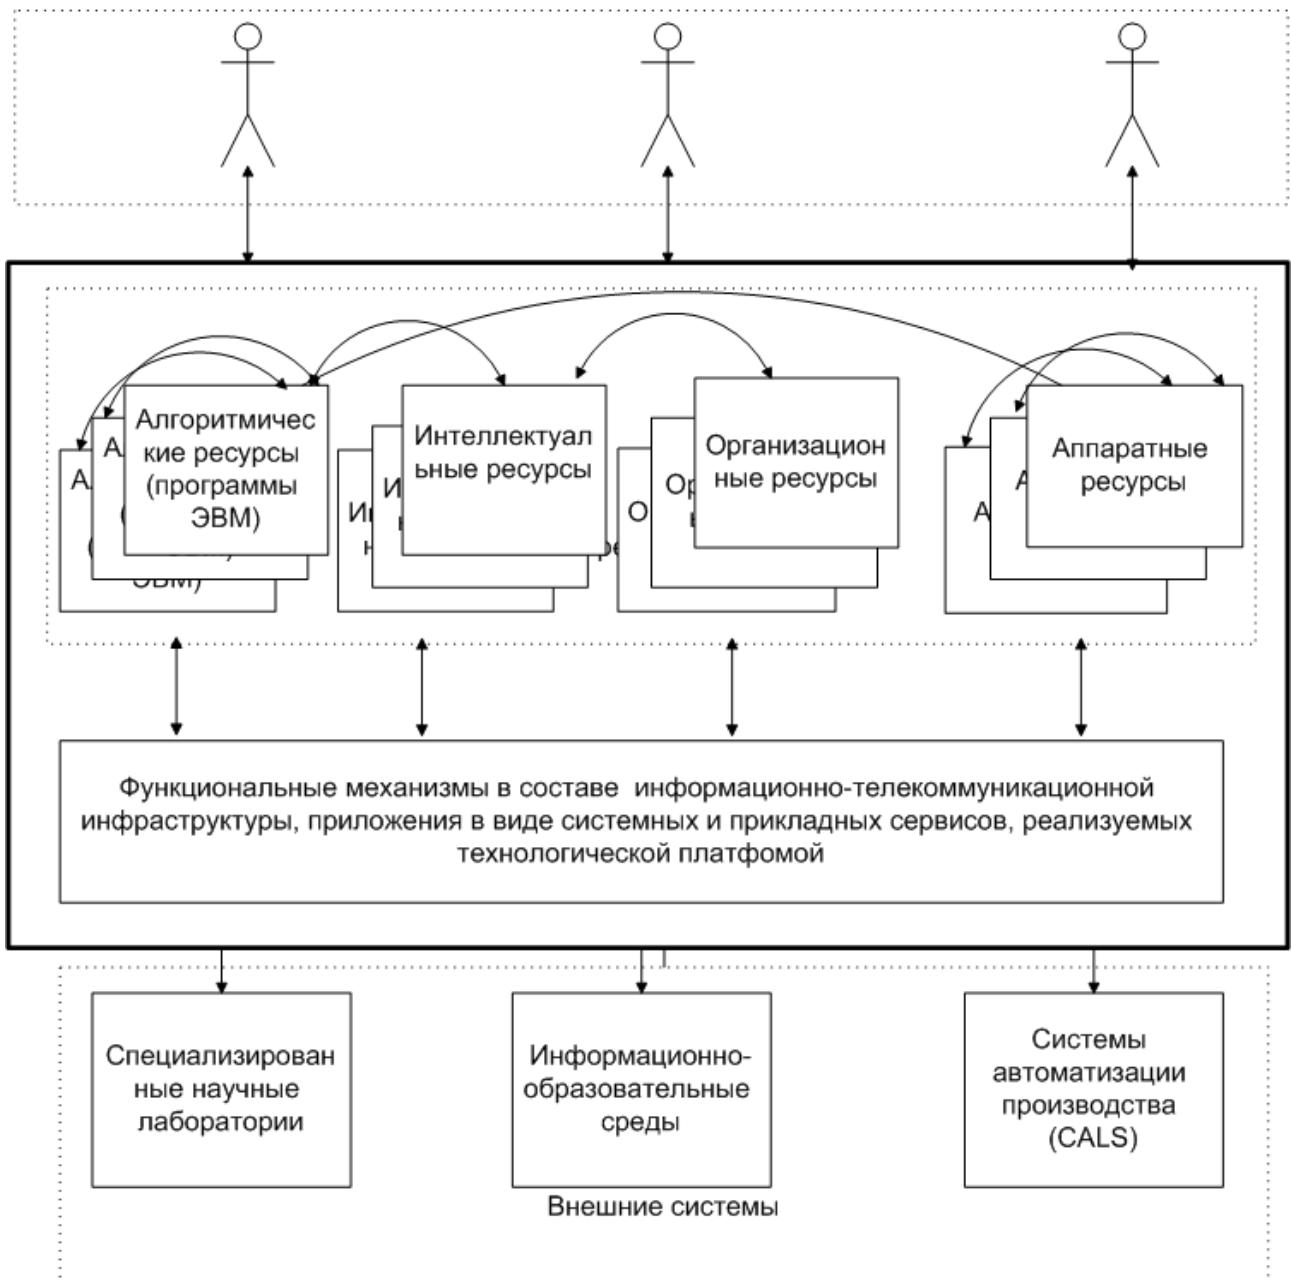 Алгоритмичес
кие ресурсы
(программы
ЭВМ)
Интеллектуал
ьные ресурсы
Организацион
ные ресурсы
Аппаратные
ресурсы
Функциональные механизмы в составе информационно-телекоммуникационной
инфраструктуры, приложения в виде системных и прикладных сервисов, реализуемых
технологической платфомой
Специализирован
ные научные
лаборатории
Информационно-
образовательные
среды
Системы
автоматизации
производства
(CALS)
Внешние системы